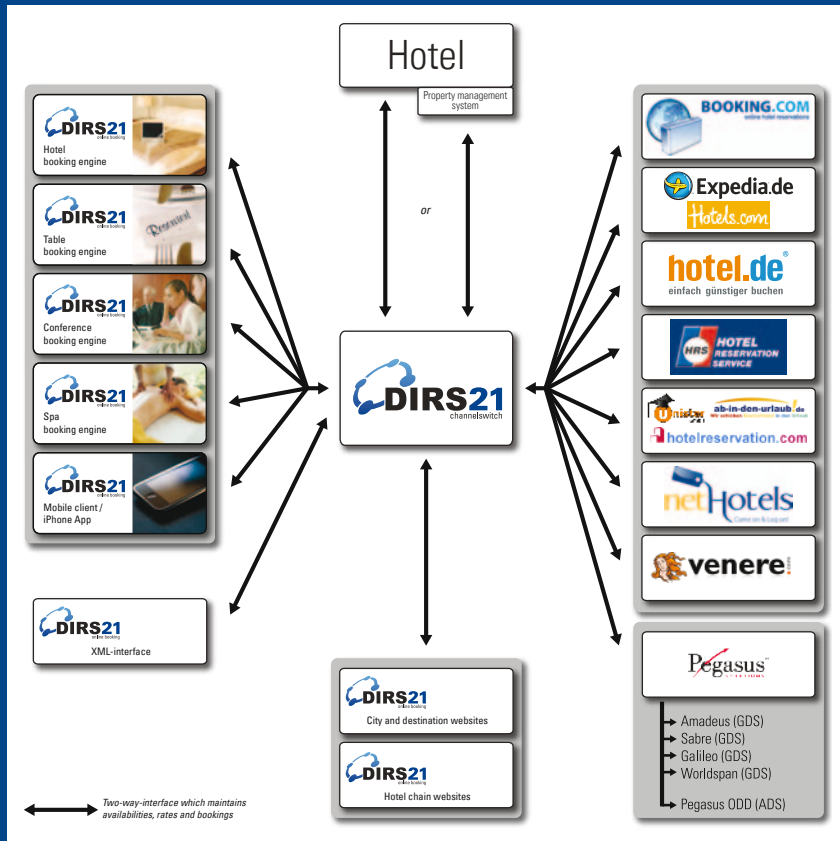 Hotel
Property management
system
or
DIRS21
online booking
Hotel
booking engine
DIRS21
online booking
Table
booking engine
Reserviert
DIRS21
online booking
Conference
booking engine
DIRS21
online booking
Spa
booking engine
DIRS21
online booking
Mobile client /
iPhone App
DIRS21
online booking
XML-interface
DIRS21
channelswitch
DIRS21
online booking
City and destination websites
DIRS21
online booking
Hotel chain websites
BOOKING.COM
online hotel reservations
Expedia.de
Hotels.com
hotel.de®
einfach günstiger buchen
HRS
HOTEL
RESERVATION
SERVICE
Unister
ab-in-den-urlaub.de
hotelreservation.com
netHotels
Come on & Log on!
venere.com
Pegasus
SOLUTIONS
Amadeus (GDS)
Sabre (GDS)
Galileo (GDS)
Worldspan (GDS)
Pegasus ODD (ADS)
Two-way-interface which maintains
availabilities, rates and bookings